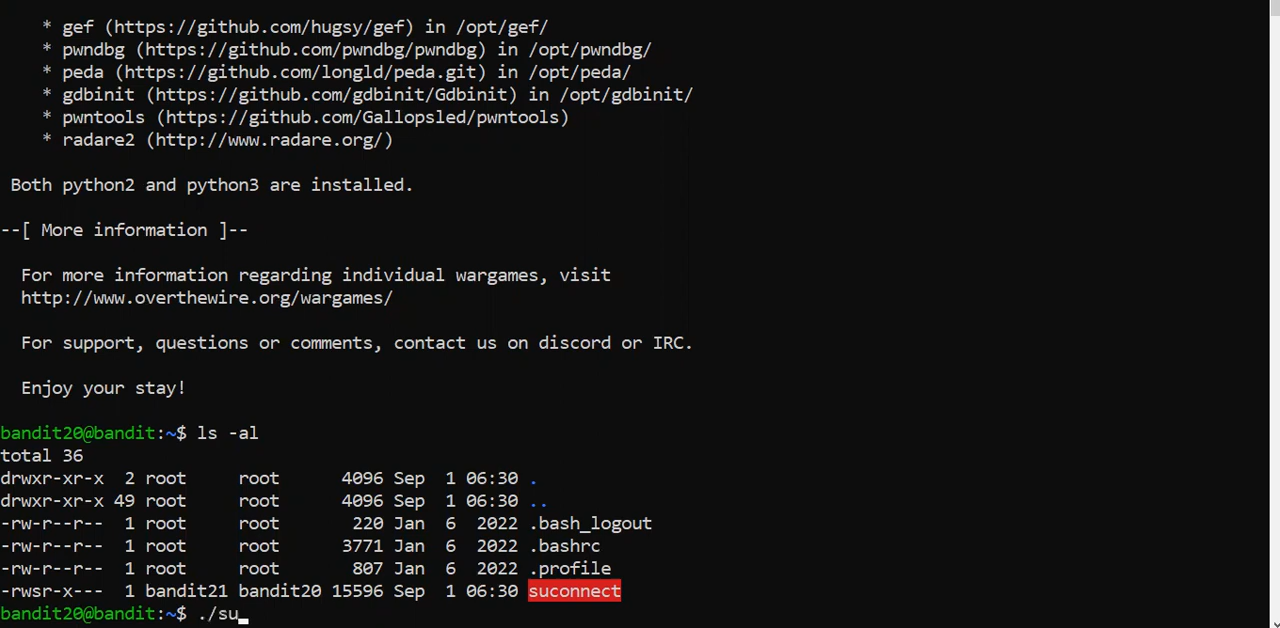 * gef (https://github.com/hugsy/gef) in /opt/gef/
* pwndbg (https://github.com/pwndbg/pwndbg) in /opt/pwndbg/
* peda (https://github.com/longld/peda.git) in /opt/peda/
* gdbinit (https://github.com/gdbinit/Gdbinit) in /opt/gdbinit/
* pwntools (https://github.com/Gallopsled/pwntools)
* radare2 (http://www.radare.org/)
Both python2 and python3 are installed.
--[ More information ]--
For more information regarding individual wargames, visit
http://www.overthewire.org/wargames/
For support, questions or comments, contact us on discord or IRC.
Enjoy your stay!
bandit20@bandit:~$ ls -al
total 36
drwxr-xr-x  2 root     root      4096 Sep  1 06:30 .
drwxr-xr-x 49 root     root      4096 Sep  1 06:30 ..
-rw-r--r--  1 root     root       220 Jan  6  2022 .bash_logout
-rw-r--r--  1 root     root      3771 Jan  6  2022 .bashrc
-rw-r--r--  1 root     root       807 Jan  6  2022 .profile
-rwsr-x---  1 bandit21 bandit20 15596 Sep  1 06:30 suconnect
bandit20@bandit:~$ ./su